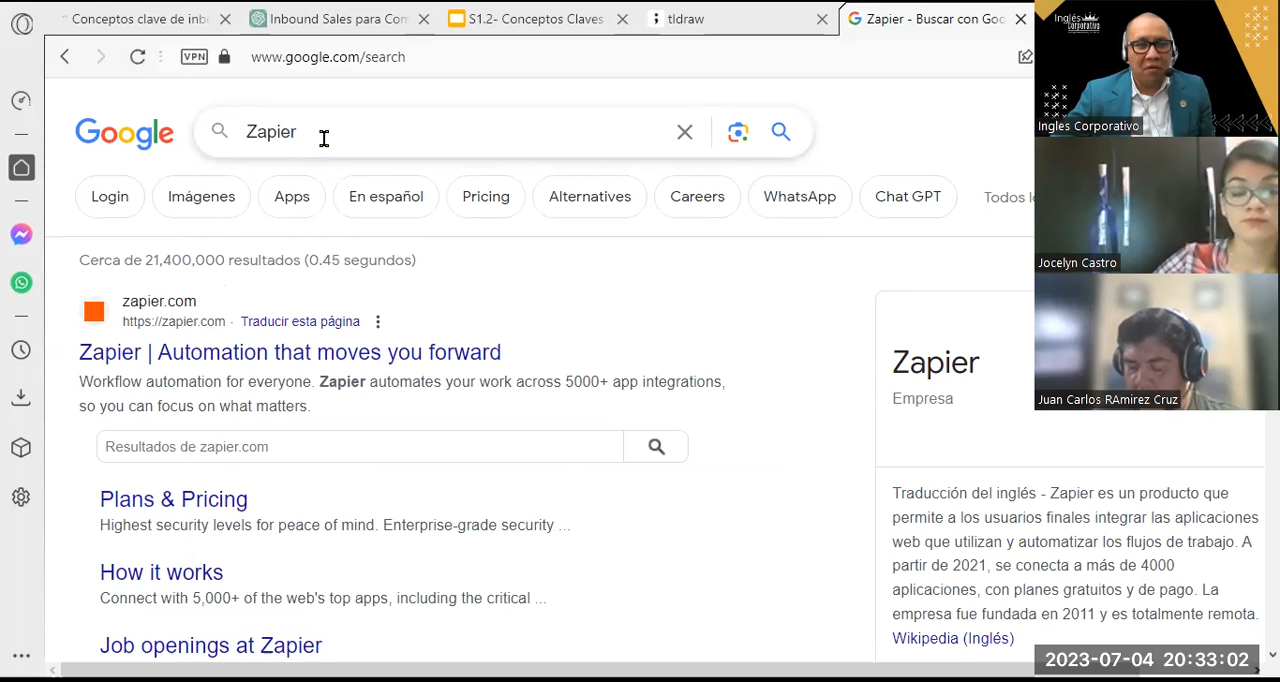 Conceptos clave de inb
Inbound Sales para Com
S1.2- Conceptos Claves
tldraw
Zapier - Buscar con Goo
VPN
www.google.com/search
Google
Zapier
Login
Imágenes
Apps
En español
Pricing
Alternatives
Careers
WhatsApp
Chat GPT
Todos l
Cerca de 21,400,000 resultados (0.45 segundos)
zapier.com
https://zapier.com · Traducir esta página
Zapier | Automation that moves you forward
Workflow automation for everyone. Zapier automates your work across 5000+ app integrations,
so you can focus on what matters.
Resultados de zapier.com
Plans & Pricing
Highest security levels for peace of mind. Enterprise-grade security ...
How it works
Connect with 5,000+ of the web's top apps, including the critical ...
Job openings at Zapier
Zapier
Empresa
Traducción del inglés - Zapier es un producto que
permite a los usuarios finales integrar las aplicaciones
web que utilizan y automatizar los flujos de trabajo. A
partir de 2021, se conecta a más de 4000
aplicaciones, con planes gratuitos y de pago. La
empresa fue fundada en 2011 y es totalmente remota.
Wikipedia (Inglés)
Inglés
Corporativo
Ingles Corporativo
Jocelyn Castro
Juan Carlos RAmirez Cruz
2023-07-04 20:33:02